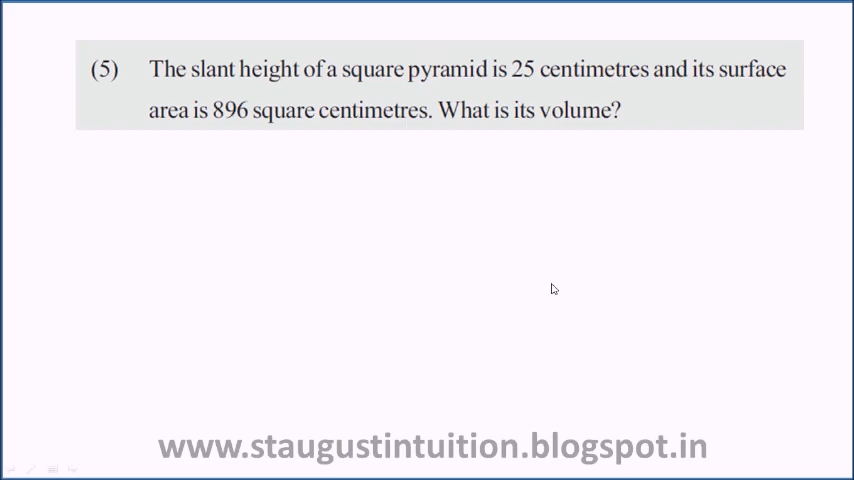 (5) The slant height of a square pyramid is 25 centimetres and its surface
area is 896 square centimetres. What is its volume?
www.staugustintuition.blogspot.in